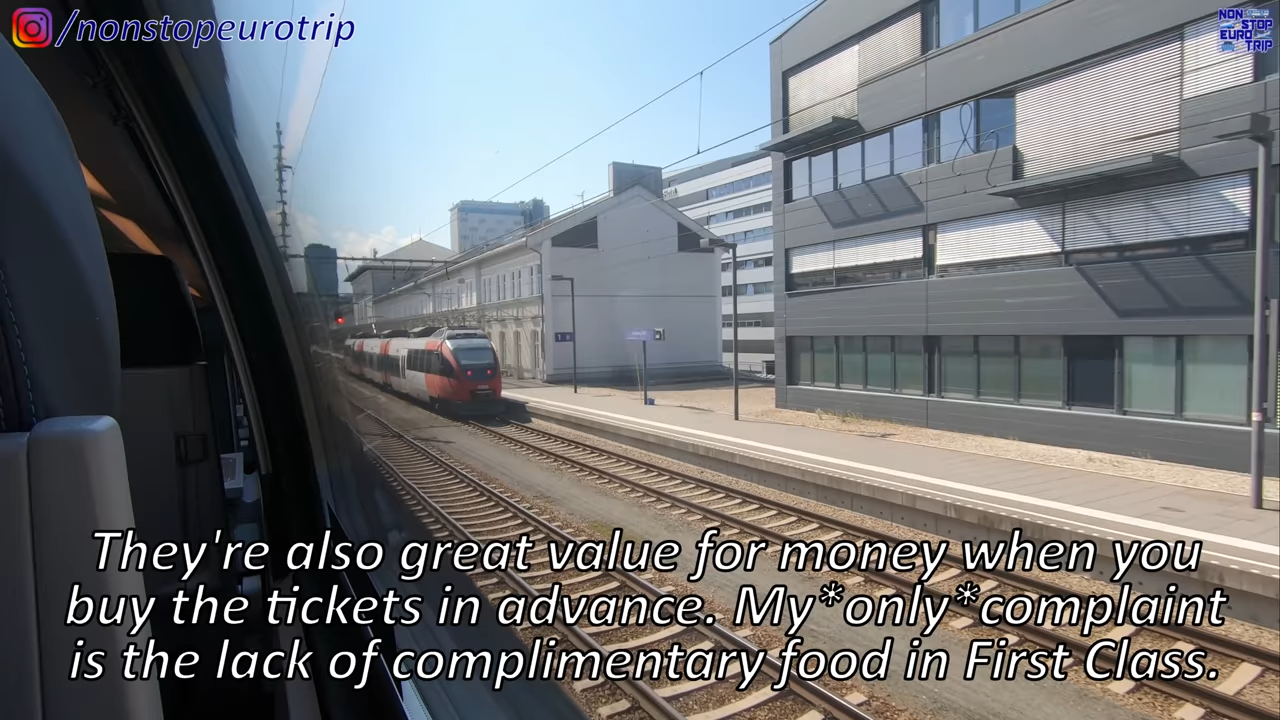 /nonstopeurotrip
NON
STOP
EURO
TRIP
They're also great value for money when you
buy the tickets in advance. My*only*complaint
is the lack of complimentary food in First Class.